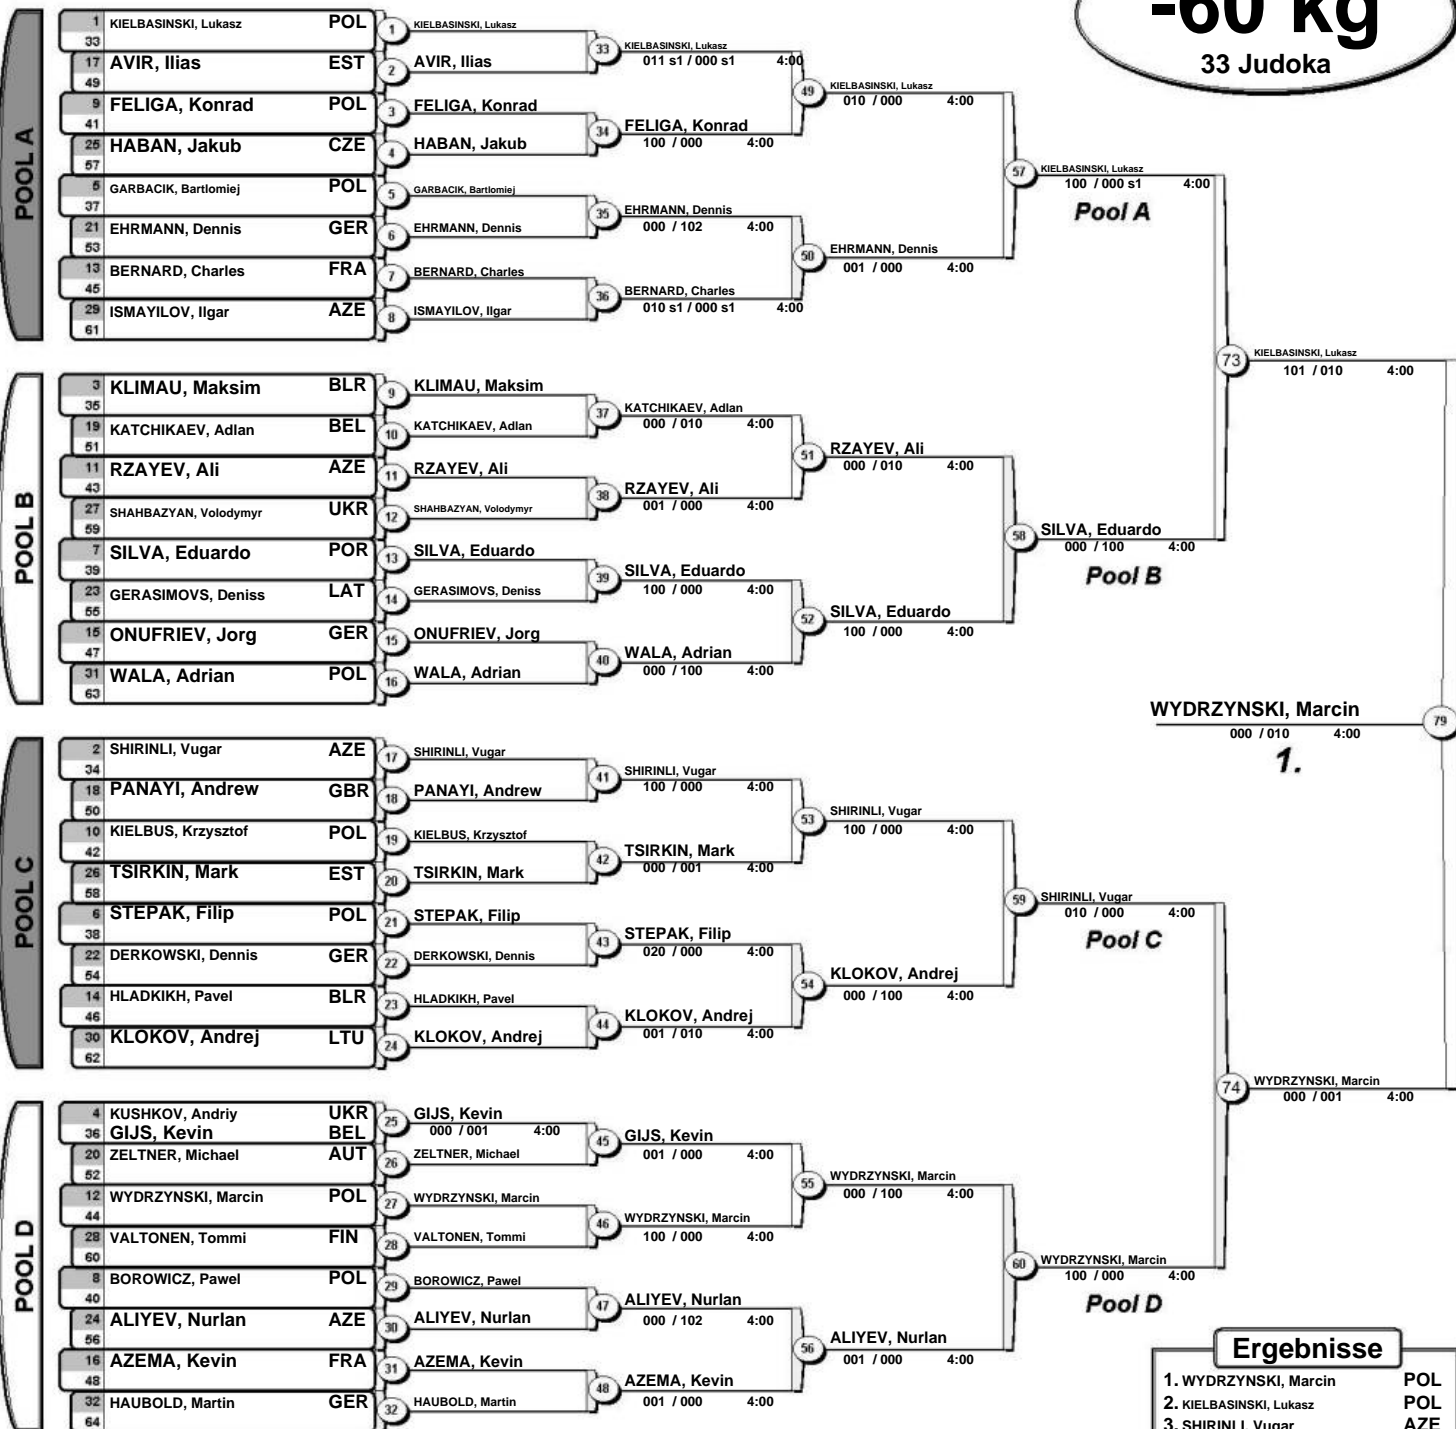 -60 kg
33 Judoka
POOL A
1 KIELBASINSKI, Lukasz POL
33
17 AVIR, Ilias EST
49
9 FELIGA, Konrad POL
41
25 HABAN, Jakub CZE
57
5 GARBACIK, Bartlomiej POL
37
21 EHRMANN, Dennis GER
53
13 BERNARD, Charles FRA
45
29 ISMAYILOV, Ilgar AZE
61
1 KIELBASINSKI, Lukasz
2 AVIR, Ilias
3 FELIGA, Konrad
4 HABAN, Jakub
5 GARBACIK, Bartlomiej
6 EHRMANN, Dennis
7 BERNARD, Charles
8 ISMAYILOV, Ilgar
33 KIELBASINSKI, Lukasz
011 s1 / 000 s1 4:00
34 FELIGA, Konrad
100 / 000 4:00
35 EHRMANN, Dennis
000 / 102 4:00
36 BERNARD, Charles
010 s1 / 000 s1 4:00
49 KIELBASINSKI, Lukasz
010 / 000 4:00
50 EHRMANN, Dennis
001 / 000 4:00
57 KIELBASINSKI, Lukasz
100 / 000 s1 4:00
Pool A
POOL B
3 KLIMAU, Maksim BLR
35
19 KATCHIKAEV, Adlan BEL
51
11 RZAYEV, Ali AZE
43
27 SHAHBAZYAN, Volodymyr UKR
59
7 SILVA, Eduardo POR
39
23 GERASIMOVS, Deniss LAT
55
15 ONUFRIEV, Jorg GER
47
31 WALA, Adrian POL
63
9 KLIMAU, Maksim
10 KATCHIKAEV, Adlan
11 RZAYEV, Ali
12 SHAHBAZYAN, Volodymyr
13 SILVA, Eduardo
14 GERASIMOVS, Deniss
15 ONUFRIEV, Jorg
16 WALA, Adrian
37 KATCHIKAEV, Adlan
000 / 010 4:00
38 RZAYEV, Ali
001 / 000 4:00
39 SILVA, Eduardo
100 / 000 4:00
40 WALA, Adrian
000 / 100 4:00
51 RZAYEV, Ali
000 / 010 4:00
52 SILVA, Eduardo
100 / 000 4:00
58 SILVA, Eduardo
000 / 100 4:00
Pool B
73 KIELBASINSKI, Lukasz
101 / 010 4:00
WYDRZYNSKI, Marcin 79
000 / 010 4:00
1.
POOL C
2 SHIRINLI, Vugar AZE
34
18 PANAYI, Andrew GBR
50
10 KIELBUS, Krzysztof POL
42
26 TSIRKIN, Mark EST
58
6 STEPAK, Filip POL
38
22 DERKOWSKI, Dennis GER
54
14 HLADKIKH, Pavel BLR
46
30 KLOKOV, Andrej LTU
62
17 SHIRINLI, Vugar
18 PANAYI, Andrew
19 KIELBUS, Krzysztof
20 TSIRKIN, Mark
21 STEPAK, Filip
22 DERKOWSKI, Dennis
23 HLADKIKH, Pavel
24 KLOKOV, Andrej
41 SHIRINLI, Vugar
100 / 000 4:00
42 TSIRKIN, Mark
000 / 001 4:00
43 STEPAK, Filip
020 / 000 4:00
44 KLOKOV, Andrej
001 / 010 4:00
53 SHIRINLI, Vugar
100 / 000 4:00
54 KLOKOV, Andrej
000 / 100 4:00
59 SHIRINLI, Vugar
010 / 000 4:00
Pool C
POOL D
4 KUSHKOV, Andriy UKR
36 GIJS, Kevin BEL
20 ZELTNER, Michael AUT
52
12 WYDRZYNSKI, Marcin POL
44
28 VALTONEN, Tommi FIN
60
8 BOROWICZ, Pawel POL
40
24 ALIYEV, Nurlan AZE
56
16 AZEMA, Kevin FRA
48
32 HAUBOLD, Martin GER
64
25 GIJS, Kevin
000 / 001 4:00
26 ZELTNER, Michael
27 WYDRZYNSKI, Marcin
28 VALTONEN, Tommi
29 BOROWICZ, Pawel
30 ALIYEV, Nurlan
31 AZEMA, Kevin
32 HAUBOLD, Martin
45 GIJS, Kevin
001 / 000 4:00
46 WYDRZYNSKI, Marcin
100 / 000 4:00
47 ALIYEV, Nurlan
000 / 102 4:00
48 AZEMA, Kevin
001 / 000 4:00
55 WYDRZYNSKI, Marcin
000 / 100 4:00
56 ALIYEV, Nurlan
001 / 000 4:00
60 WYDRZYNSKI, Marcin
100 / 000 4:00
Pool D
74 WYDRZYNSKI, Marcin
000 / 001 4:00
Ergebnisse
1. WYDRZYNSKI, Marcin POL
2. KIELBASINSKI, Lukasz POL
3. SHIRINLI, Vugar AZE